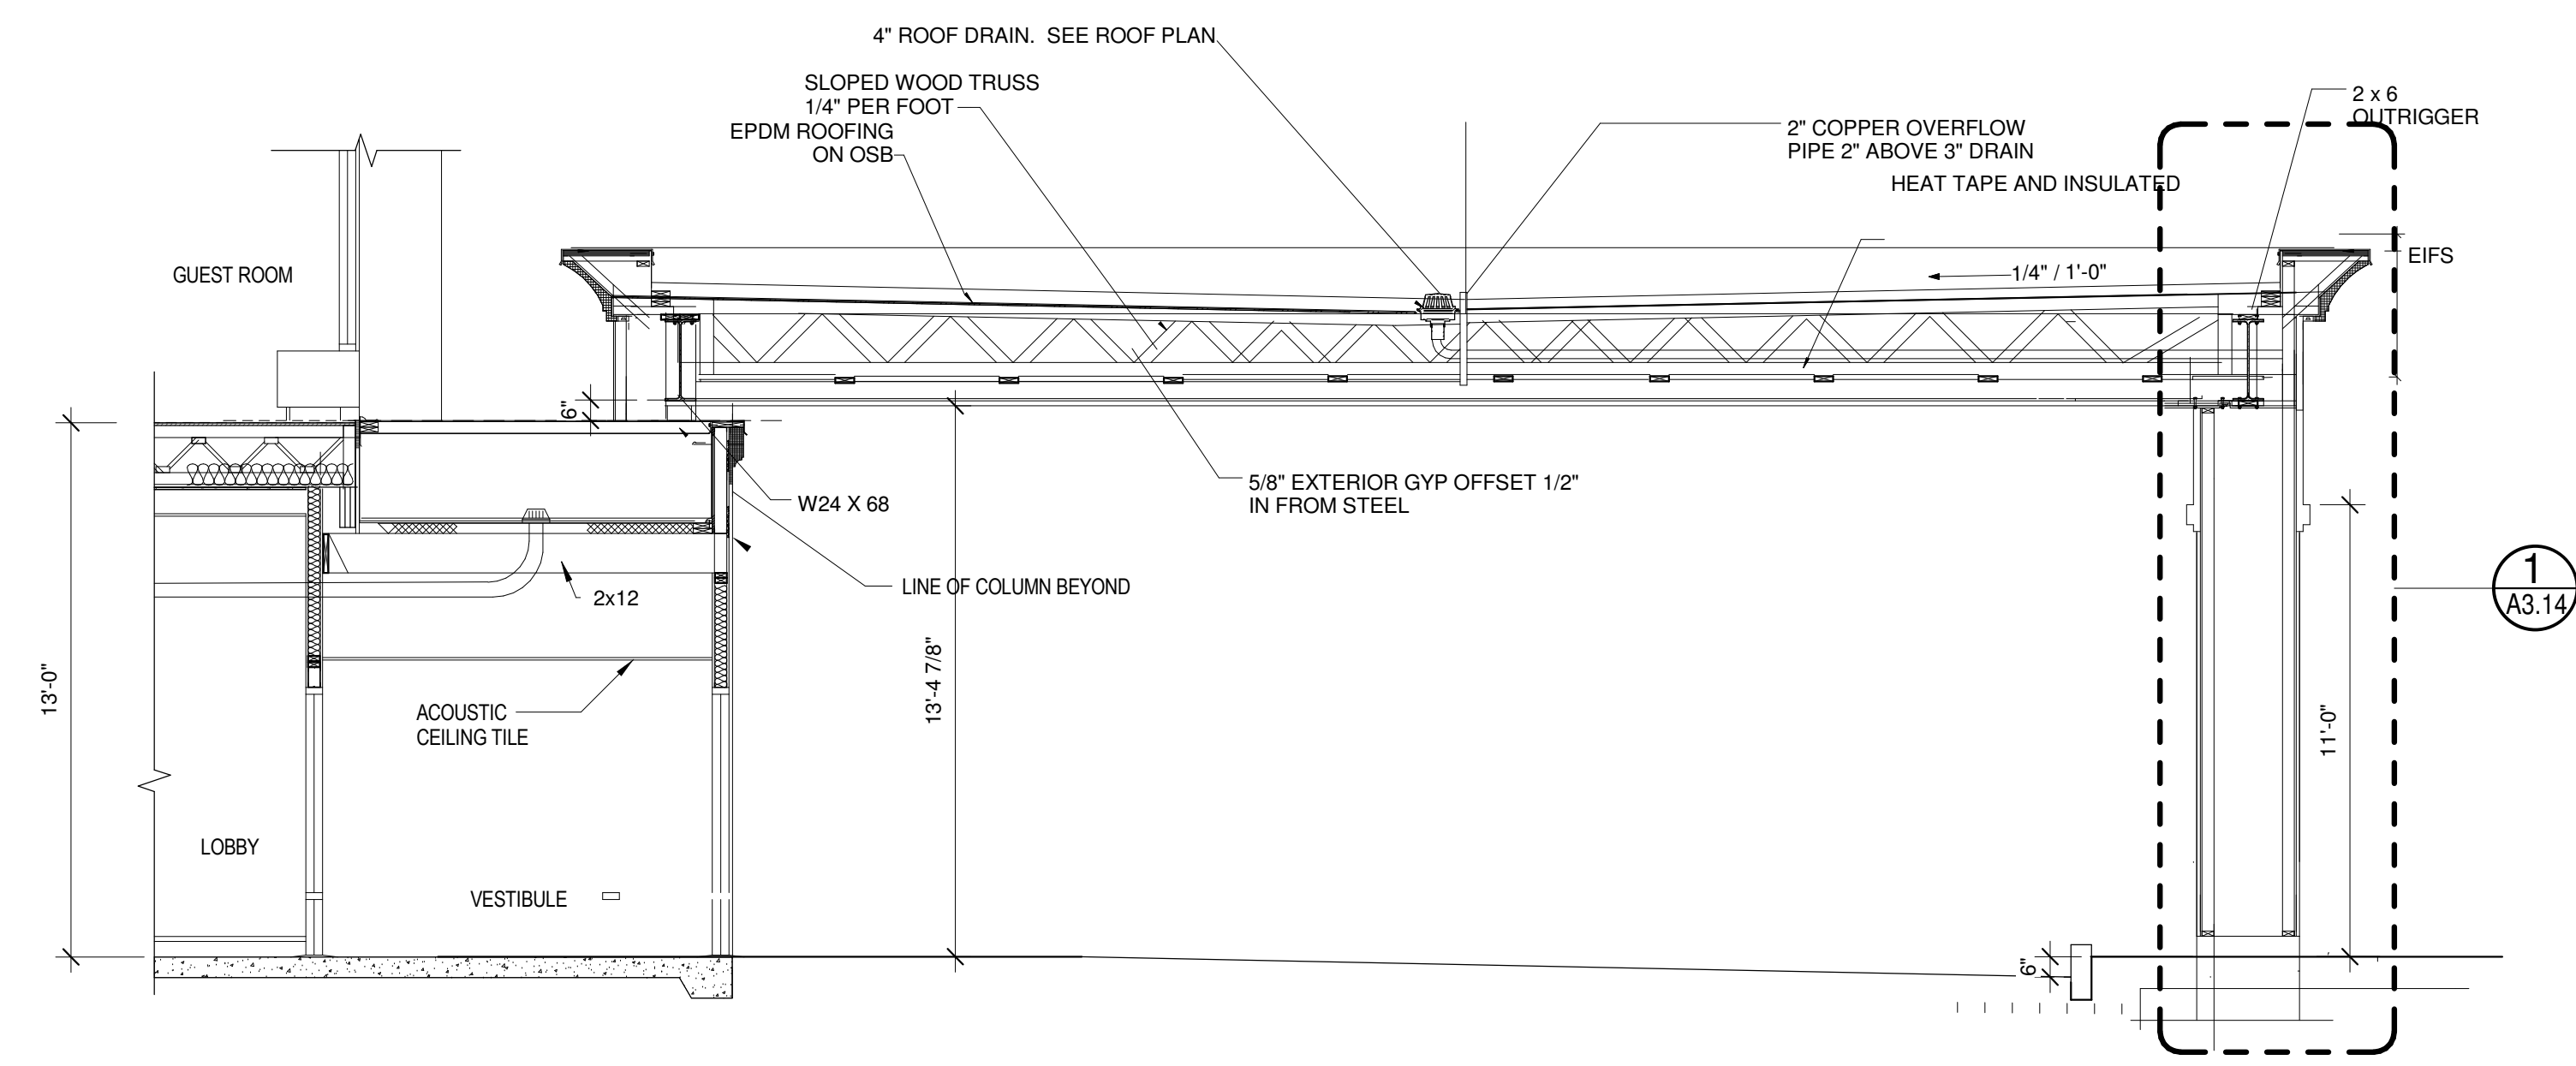 4" ROOF DRAIN.  SEE ROOF PLAN
SLOPED WOOD TRUSS
1/4" PER FOOT
EPDM ROOFING
ON OSB
2 x 6
OUTRIGGER
2" COPPER OVERFLOW
PIPE 2" ABOVE 3" DRAIN
HEAT TAPE AND INSULATED
EIFS
GUEST ROOM
1/4" / 1'-0"
6"
5/8" EXTERIOR GYP OFFSET 1/2"
IN FROM STEEL
W24 X 68
LINE OF COLUMN BEYOND
2x12
1
A3.14
13'-0"
13'-4 7/8"
11'-0"
ACOUSTIC
CEILING TILE
LOBBY
VESTIBULE
6"